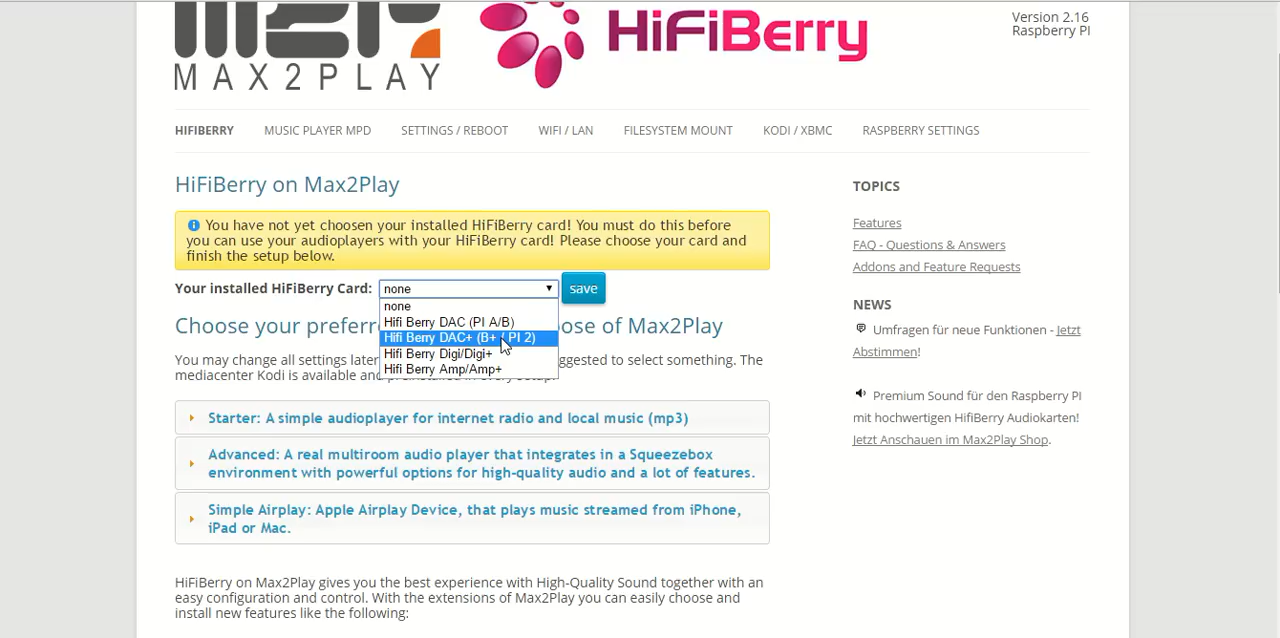 MAX2PLAY
HiFiBerry
Version 2.16
Raspberry PI
HIFIBERRY
MUSIC PLAYER MPD
SETTINGS / REBOOT
WIFI / LAN
FILESYSTEM MOUNT
KODI / XBMC
RASPBERRY SETTINGS
HiFiBerry on Max2Play
You have not yet choosen your installed HiFiBerry card! You must do this before
you can use your audioplayers with your HiFiBerry card! Please choose your card and
finish the setup below.
Your installed HiFiBerry Card: none save
none
Hifi Berry DAC (PI A/B)
Hifi Berry DAC+ (B+ / PI 2)
Hifi Berry Digi/Digi+
Hifi Berry Amp/Amp+
Choose your prefer ose of Max2Play
You may change all settings later ggested to select something. The
mediacenter Kodi is available and
Starter: A simple audioplayer for internet radio and local music (mp3)
Advanced: A real multiroom audio player that integrates in a Squeezebox
environment with powerful options for high-quality audio and a lot of features.
Simple Airplay: Apple Airplay Device, that plays music streamed from iPhone,
iPad or Mac.
HiFiBerry on Max2Play gives you the best experience with High-Quality Sound together with an
easy configuration and control. With the extensions of Max2Play you can easily choose and
install new features like the following:
TOPICS
Features
FAQ - Questions & Answers
Addons and Feature Requests
NEWS
Umfragen für neue Funktionen - Jetzt
Abstimmen!
Premium Sound für den Raspberry PI
mit hochwertigen HifiBerry Audiokarten!
Jetzt Anschauen im Max2Play Shop.